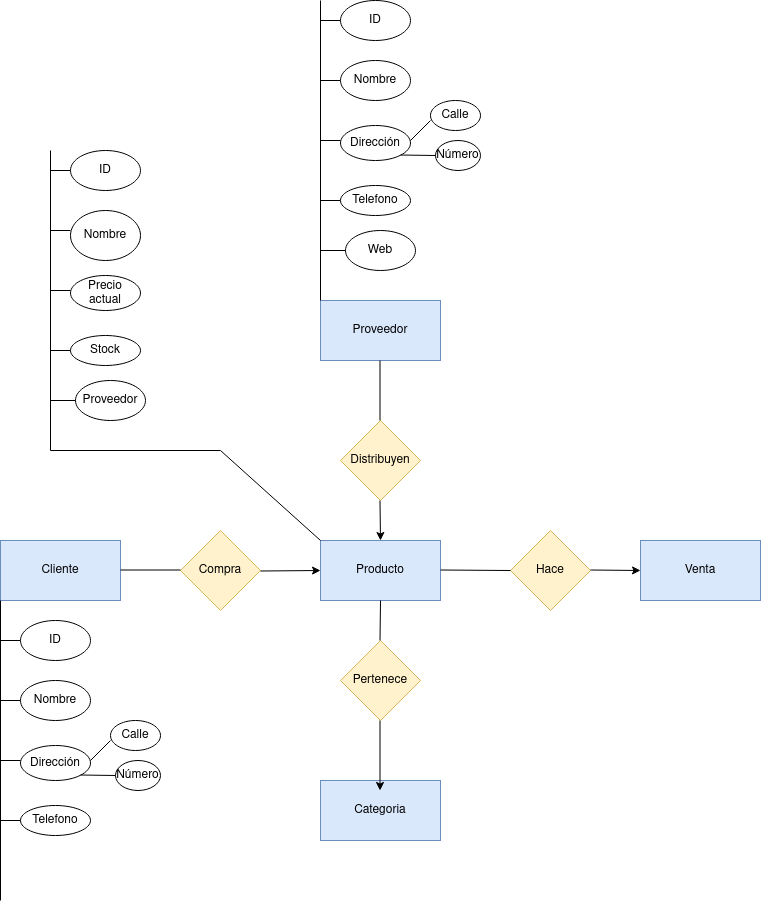 ID
Nombre
Dirección
Calle
Número
Telefono
Web
Proveedor
ID
Nombre
Precio
actual
Stock
Proveedor
Distribuyen
Cliente
Compra
Producto
Hace
Venta
ID
Nombre
Dirección
Calle
Número
Telefono
Pertenece
Categoria